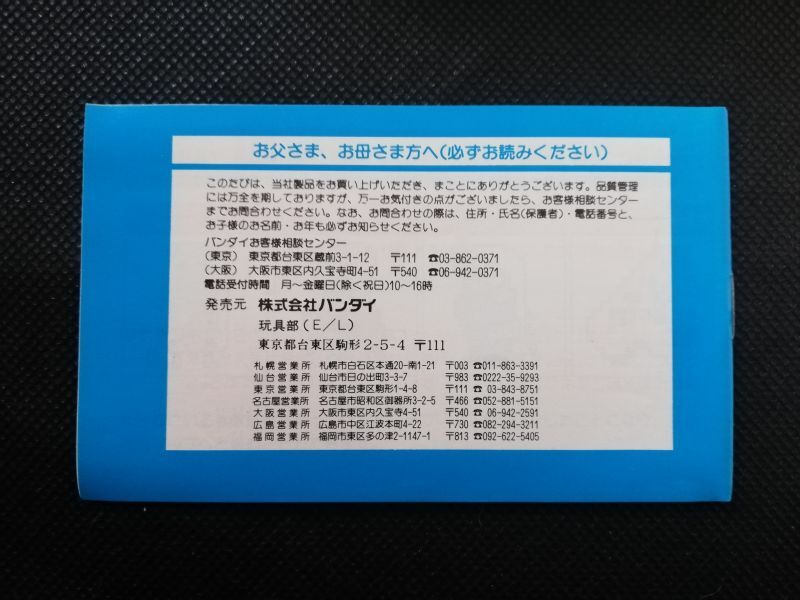 お父さま、お母さま方へ(必ずお読みください)
このたびは、当社製品をお買い上げいただき、まことにありがとうございます。品質管理
には万全を期しておりますが、万一お気付きの点がございましたら、お客様相談センター
までお問合わせください。なお、お問合わせの際は、住所・氏名(保護者)・電話番号と、
お子様のお名前・お年も必ずお知らせください。
バンダイお客様相談センター
(東京) 東京都台東区蔵前3-1-12 〒111 ☎03-862-0371
(大阪) 大阪市東区内久宝寺町4-51 〒540 ☎06-942-0371
電話受付時間 月~金曜日(除く祝日)10~16時
発売元 株式会社バンダイ
玩具部(E/L)
東京都台東区駒形2-5-4 〒111
札幌営業所 札幌市白石区本通20-南1-21 〒003 ☎011-863-3391
仙台営業所 仙台市日の出町3-3-7 〒983 ☎0222-35-9293
東京営業所 東京都台東区駒形1-4-8 〒111 ☎03-843-8751
名古屋営業所 名古屋市昭和区御器所3-2-5 〒466 ☎052-881-5151
大阪営業所 大阪市東区内久宝寺4-51 〒540 ☎06-942-2591
広島営業所 広島市中区江波本町4-22 〒730 ☎082-294-3211
福岡営業所 福岡市東区多の津2-1147-1 〒813 ☎092-622-5405